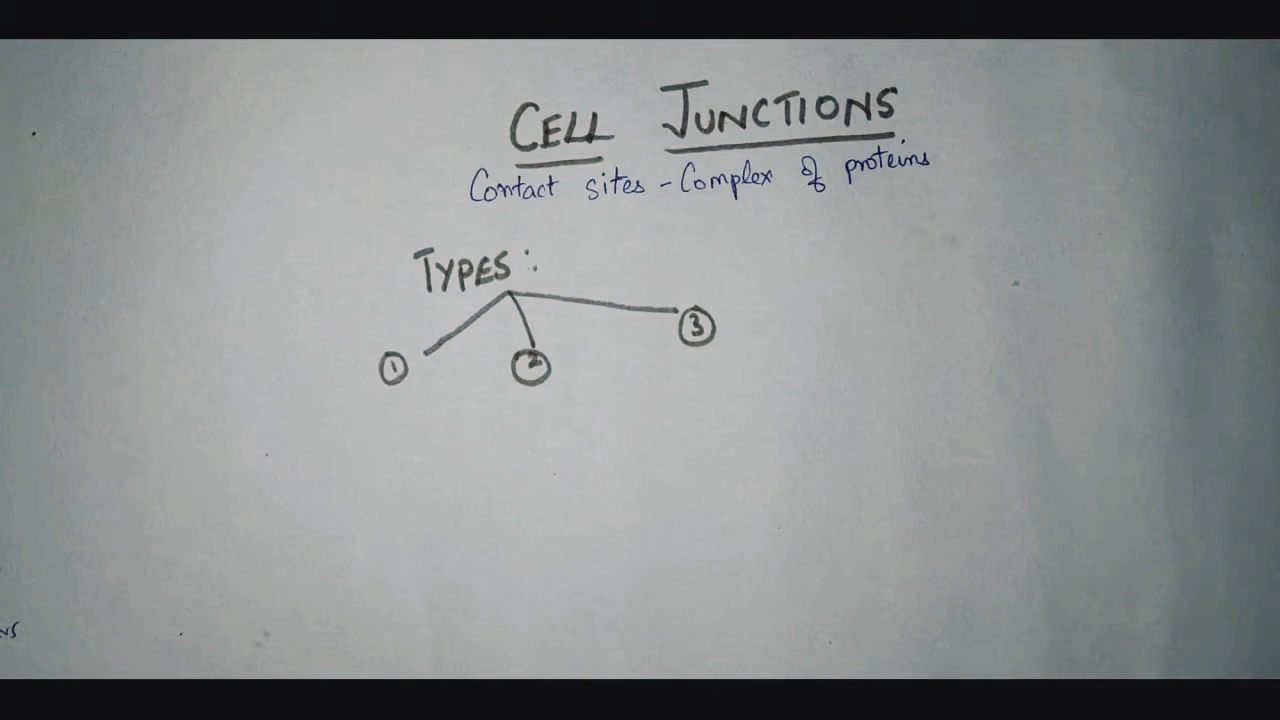 CELL JUNCTIONS
Contact sites - Complex of proteins
TYPES :
① ② ③